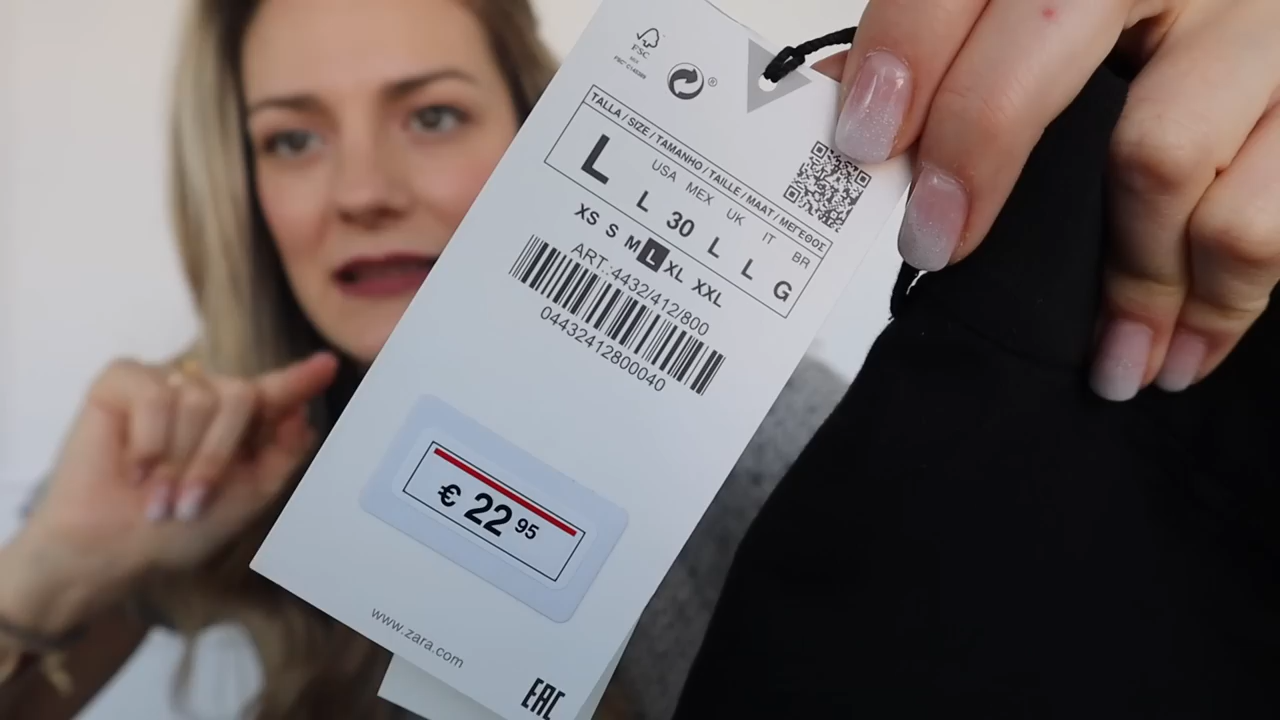 FSC
®
TALLA / SIZE / TAMANHO / TAILLE / MAAT / ΜΕΓΕΘΟΣ
USA MEX UK IT BR
L L 30 L L G
XS S M L XL XXL
ART.:4432/412/800
04432412800040
€ 22 95
www.zara.com
EAC